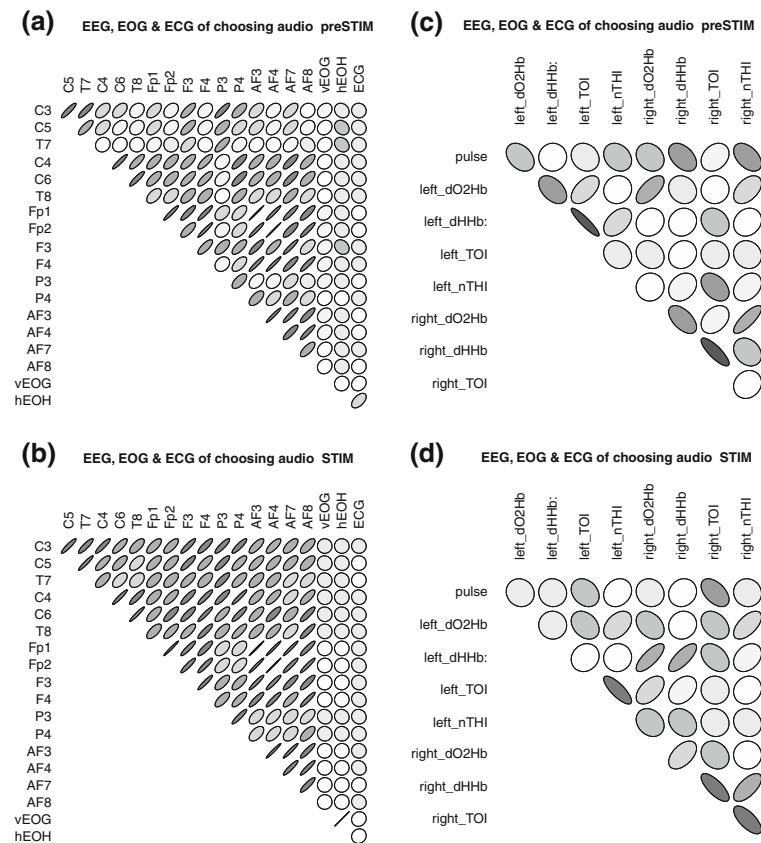 (a) EEG, EOG & ECG of choosing audio preSTIM
C5 T7 C4 C6 T8 Fp1 Fp2 F3 F4 P3 P4 AF3 AF4 AF7 AF8 vEOG hEOH ECG
C3
C5
T7
C4
C6
T8
Fp1
Fp2
F3
F4
P3
P4
AF3
AF4
AF7
AF8
vEOG
hEOH
(c) EEG, EOG & ECG of choosing audio preSTIM
left_dO2Hb left_dHHb: left_TOI left_nTHI right_dO2Hb right_dHHb right_TOI right_nTHI
pulse
left_dO2Hb
left_dHHb:
left_TOI
left_nTHI
right_dO2Hb
right_dHHb
right_TOI
(b) EEG, EOG & ECG of choosing audio STIM
C5 T7 C4 C6 T8 Fp1 Fp2 F3 F4 P3 P4 AF3 AF4 AF7 AF8 vEOG hEOH ECG
C3
C5
T7
C4
C6
T8
Fp1
Fp2
F3
F4
P3
P4
AF3
AF4
AF7
AF8
vEOG
hEOH
(d) EEG, EOG & ECG of choosing audio STIM
left_dO2Hb left_dHHb: left_TOI left_nTHI right_dO2Hb right_dHHb right_TOI right_nTHI
pulse
left_dO2Hb
left_dHHb:
left_TOI
left_nTHI
right_dO2Hb
right_dHHb
right_TOI